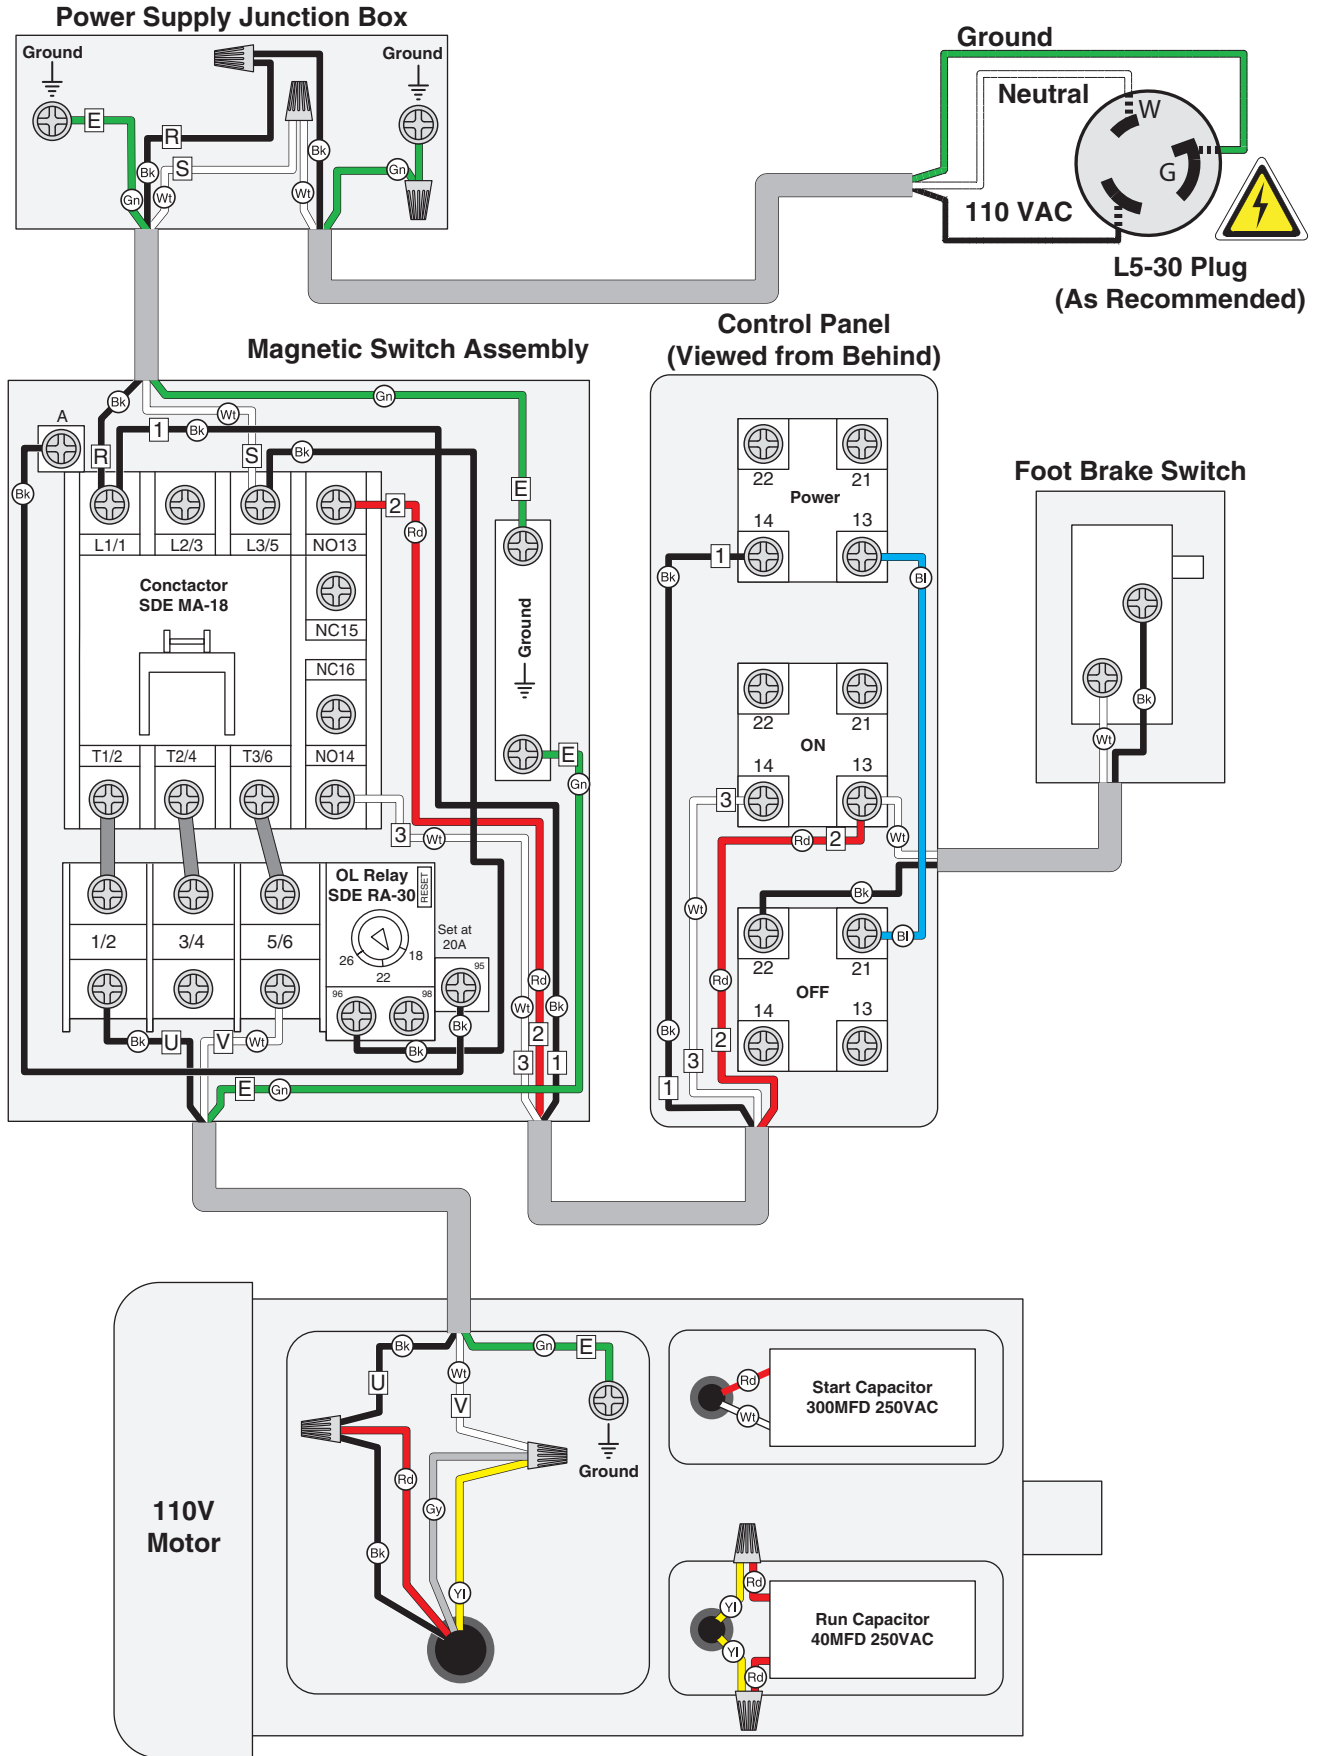 Power Supply Junction Box
Ground
Ground
E
R
S
Bk
Bk
Gn
Wt
Wt
Gn
Ground
Neutral
W
G
110 VAC
L5-30 Plug
(As Recommended)
Magnetic Switch Assembly
A
Bk
Gn
Wt
1
Bk
R
S
Bk
Bk
E
2
Rd
L1/1
L2/3
L3/5
NO13
Conctactor
SDE MA-18
NC15
NC16
Ground
T1/2
T2/4
T3/6
NO14
E
Gn
3
Wt
OL Relay
SDE RA-30
RESET
1/2
3/4
5/6
26
18
22
Set at
20A
95
96
98
Rd
Wt
Bk
Bk
Bk
U
V
Wt
Bk
2
3
1
E
Gn
Control Panel
(Viewed from Behind)
22
21
Power
14
13
1
Bk
Bl
22
21
ON
14
13
3
Rd
2
Wt
Wt
Bk
Bl
22
21
Rd
OFF
14
13
Bk
2
3
1
Foot Brake Switch
Bk
Wt
Bk
Gn
E
U
Wt
V
Ground
Rd
Gy
Bk
Yl
110V
Motor
Rd
Wt
Start Capacitor
300MFD 250VAC
Rd
Yl
Yl
Rd
Run Capacitor
40MFD 250VAC